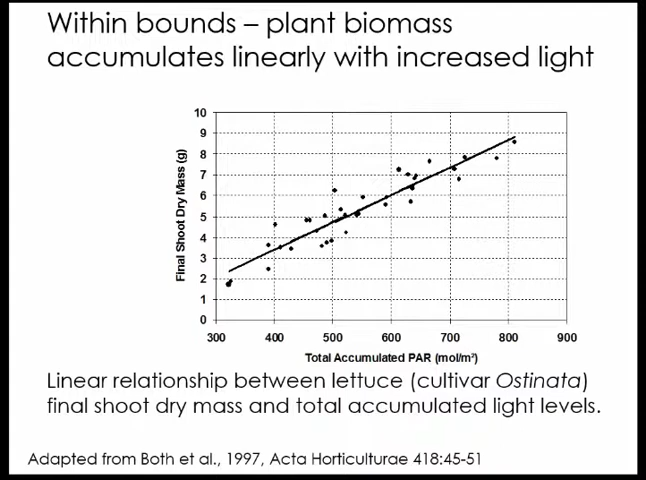 Within bounds – plant biomass
accumulates linearly with increased light
10
9
8
7
6
5
4
3
2
1
0
Final Shoot Dry Mass (g)
300 400 500 600 700 800 900
Total Accumulated PAR (mol/m²)
Linear relationship between lettuce (cultivar Ostinata)
final shoot dry mass and total accumulated light levels.
Adapted from Both et al., 1997, Acta Horticulturae 418:45-51